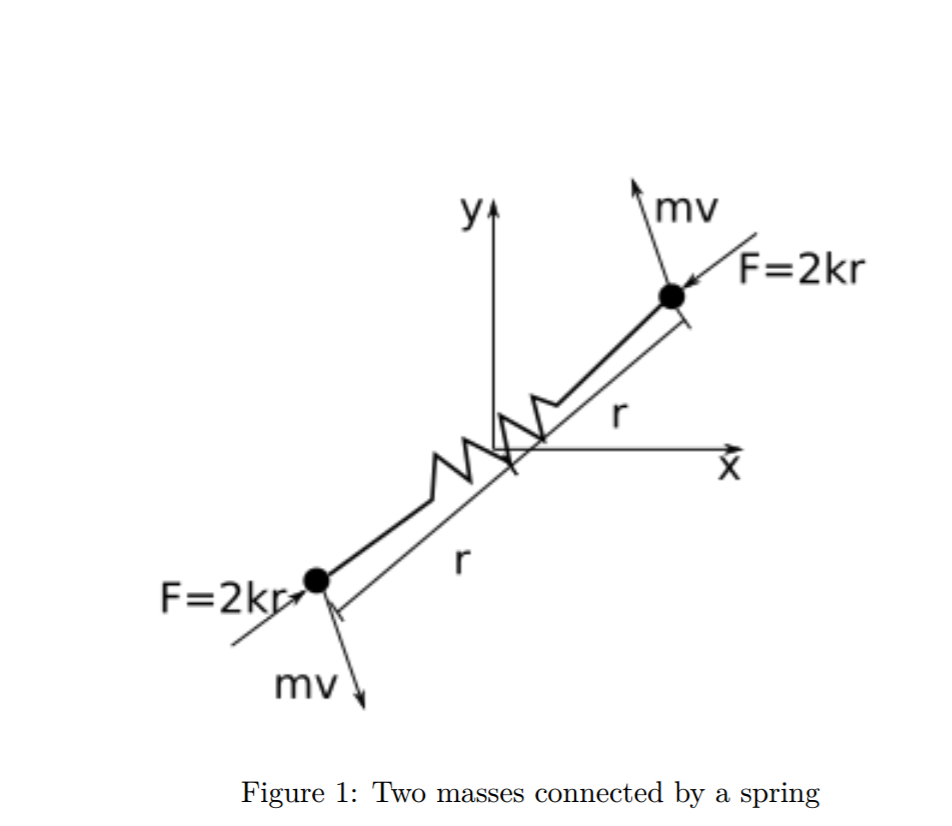 y
mv
F=2kr
r
x
r
F=2kr
mv
Figure 1: Two masses connected by a spring